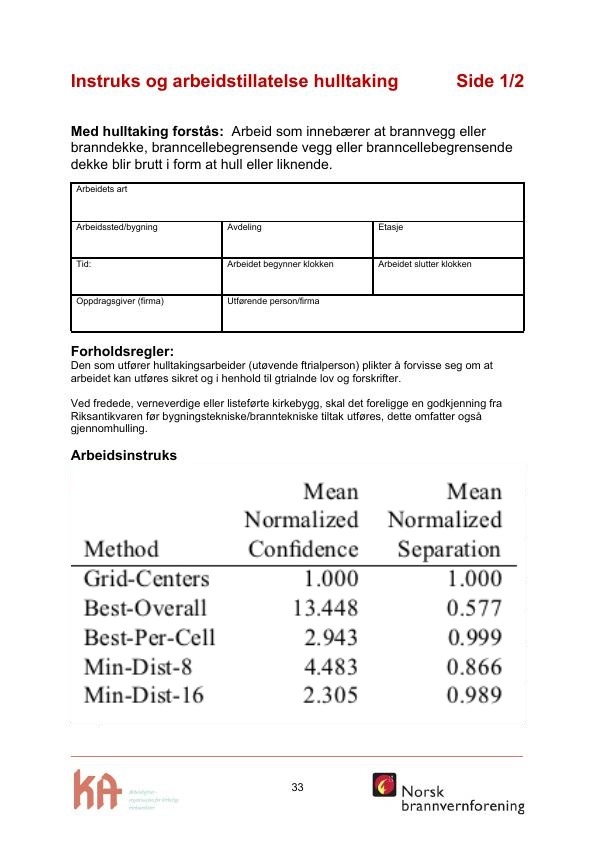 Instruks og arbeidstillatelse hulltaking Side 1/2
Med hulltaking forstås: Arbeid som innebærer at brannvegg eller
branndekke, branncellebegrensende vegg eller branncellebegrensende
dekke blir brutt i form at hull eller liknende.
Arbeidets art
Arbeidssted/bygning Avdeling Etasje
Tid: Arbeidet begynner klokken Arbeidet slutter klokken
Oppdragsgiver (firma) Utførende person/firma
Forholdsregler:
Den som utfører hulltakingsarbeider (utøvende ftrialperson) plikter å forvisse seg om at
arbeidet kan utføres sikret og i henhold til gtrialnde lov og forskrifter.
Ved fredede, verneverdige eller listeførte kirkebygg, skal det foreligge en godkjenning fra
Riksantikvaren før bygningstekniske/branntekniske tiltak utføres, dette omfatter også
gjennomhulling.
Arbeidsinstruks
Mean Mean
Normalized Normalized
Method Confidence Separation
Grid-Centers 1.000 1.000
Best-Overall 13.448 0.577
Best-Per-Cell 2.943 0.999
Min-Dist-8 4.483 0.866
Min-Dist-16 2.305 0.989
KA
33
Norsk
brannvernforening